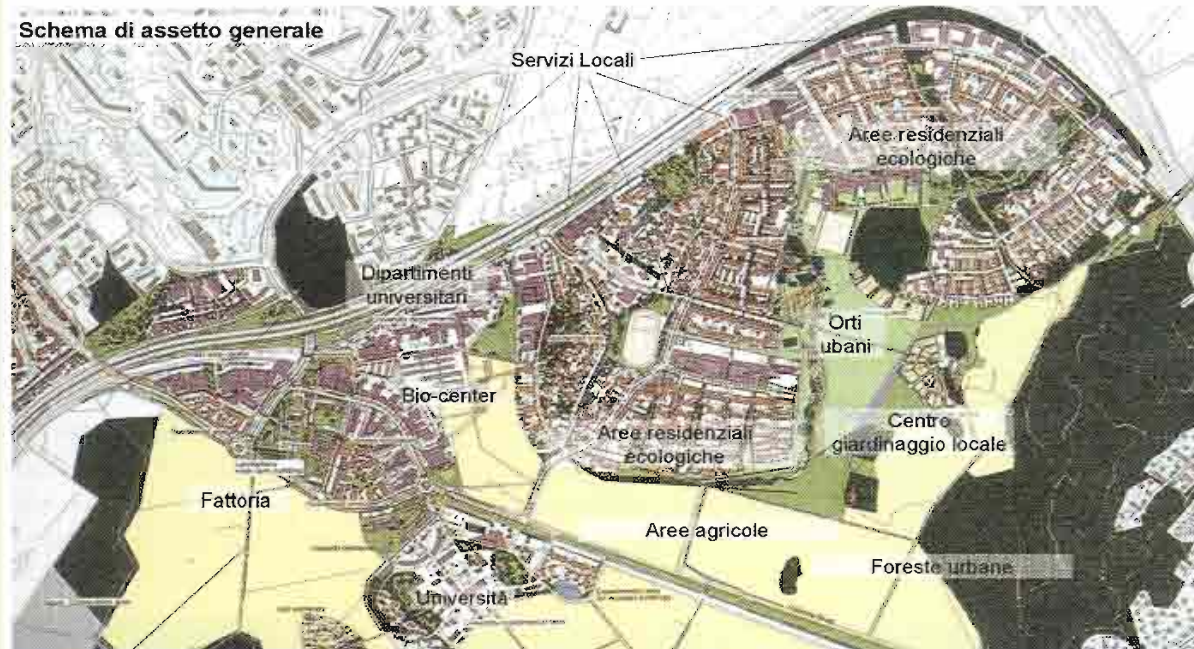 Schema di assetto generale
Servizi Locali
Aree residenziali
ecologiche
Dipartimenti
universitari
Orti
ubani
Bio-center
Aree residenziali
ecologiche
Centro
giardinaggio locale
Fattoria
Aree agricole
Foreste urbane
Università